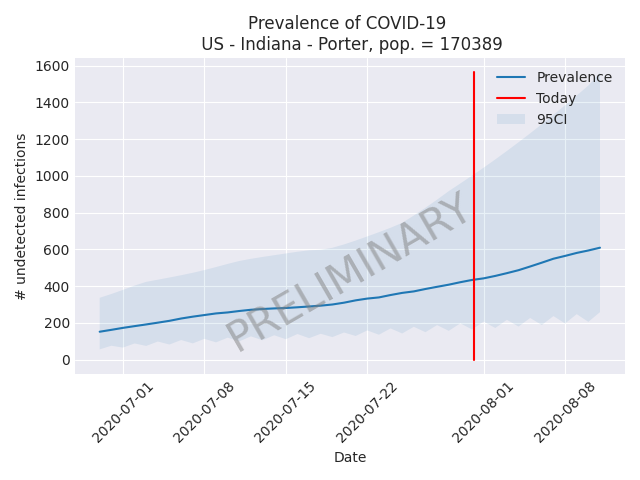 Prevalence of COVID-19
US - Indiana - Porter, pop. = 170389
1600
1400
1200
1000
800
600
400
200
0
# undetected infections
Prevalence
Today
95CI
PRELIMINARY
2020-07-01
2020-07-08
2020-07-15
2020-07-22
2020-08-01
2020-08-08
Date